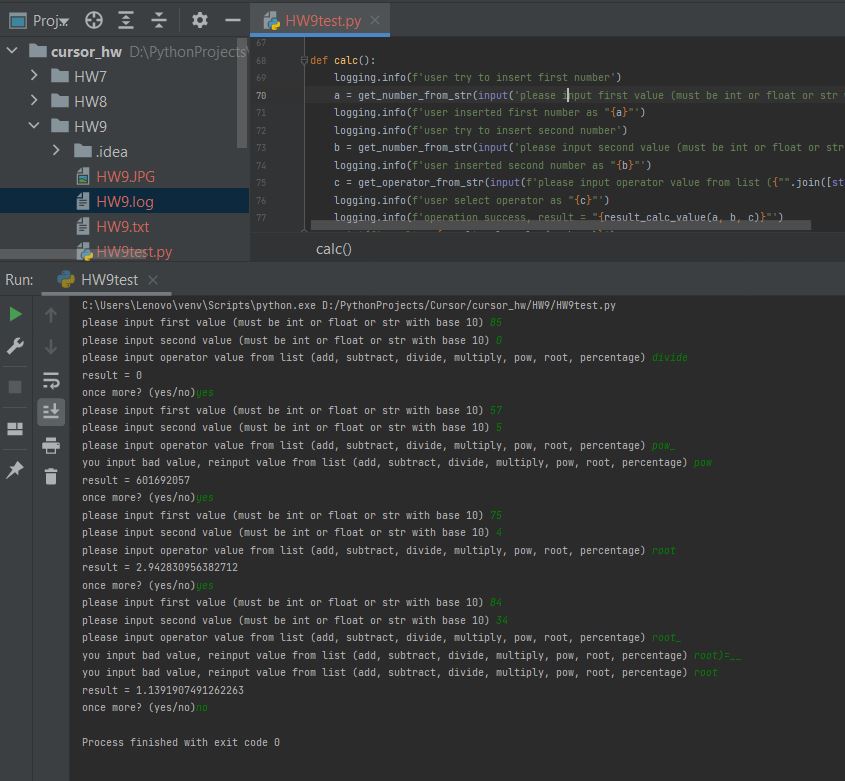 Proj
HW9test.py
cursor_hw D:\PythonProjects\
HW7
HW8
HW9
.idea
HW9.JPG
HW9.log
HW9.txt
HW9test.py
67
68 def calc():
69 logging.info(f'user try to insert first number')
70 a = get_number_from_str(input('please input first value (must be int or float or str
71 logging.info(f'user inserted first number as "{a}"')
72 logging.info(f'user try to insert second number')
73 b = get_number_from_str(input('please input second value (must be int or float or str
74 logging.info(f'user inserted second number as "{b}"')
75 c = get_operator_from_str(input(f'please input operator value from list ({"".join([st
76 logging.info(f'user select operator as "{c}"')
77 logging.info(f'operation success, result = "{result_calc_value(a, b, c)}"')
calc()
Run: HW9test
C:\Users\Lenovo\venv\Scripts\python.exe D:/PythonProjects/Cursor/cursor_hw/HW9/HW9test.py
please input first value (must be int or float or str with base 10) 85
please input second value (must be int or float or str with base 10) 0
please input operator value from list (add, subtract, divide, multiply, pow, root, percentage) divide
result = 0
once more? (yes/no)yes
please input first value (must be int or float or str with base 10) 57
please input second value (must be int or float or str with base 10) 5
please input operator value from list (add, subtract, divide, multiply, pow, root, percentage) pow_
you input bad value, reinput value from list (add, subtract, divide, multiply, pow, root, percentage) pow
result = 601692057
once more? (yes/no)yes
please input first value (must be int or float or str with base 10) 75
please input second value (must be int or float or str with base 10) 4
please input operator value from list (add, subtract, divide, multiply, pow, root, percentage) root
result = 2.942830956382712
once more? (yes/no)yes
please input first value (must be int or float or str with base 10) 84
please input second value (must be int or float or str with base 10) 34
please input operator value from list (add, subtract, divide, multiply, pow, root, percentage) root_
you input bad value, reinput value from list (add, subtract, divide, multiply, pow, root, percentage) root)=__
you input bad value, reinput value from list (add, subtract, divide, multiply, pow, root, percentage) root
result = 1.1391907491262263
once more? (yes/no)no
Process finished with exit code 0